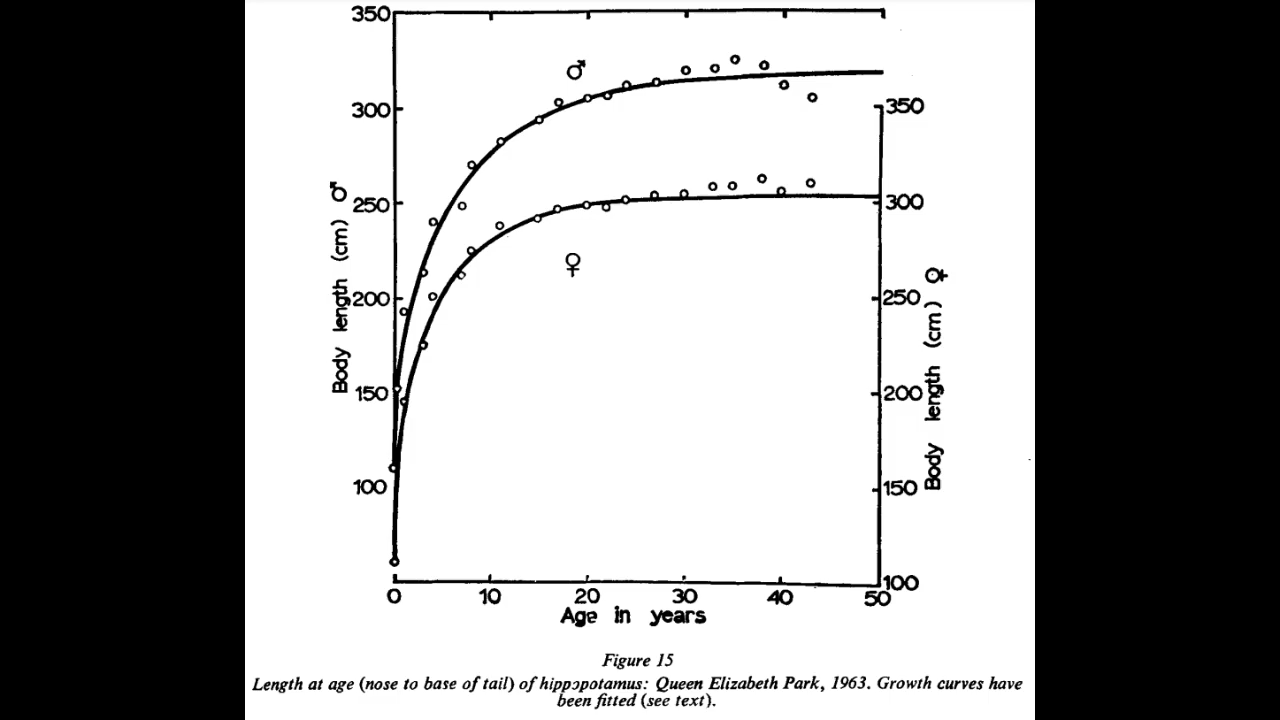 350
300
250
200
150
100
Body length (cm) ♂
♂
♀
350
300
250
200
150
100
Body length (cm) ♀
0 10 20 30 40 50
Age in years
Figure 15
Length at age (nose to base of tail) of hippopotamus: Queen Elizabeth Park, 1963. Growth curves have
been fitted (see text).